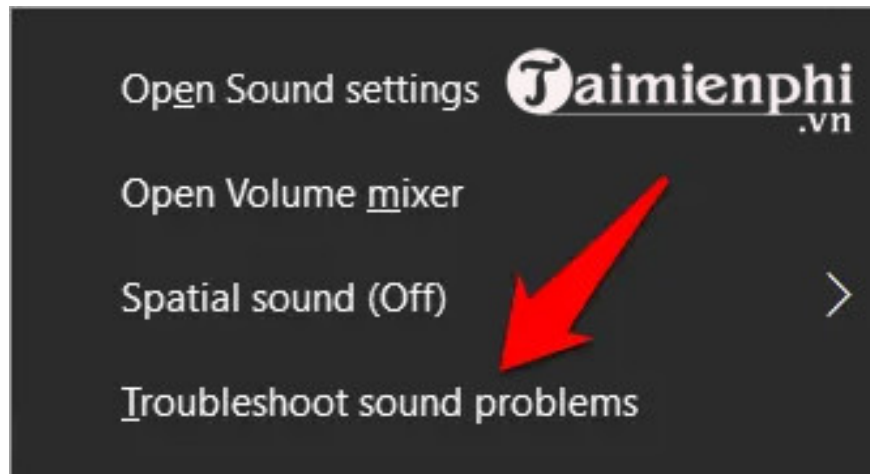 Open Sound settings
Taimienphi
.vn
Open Volume mixer
Spatial sound (Off)
Troubleshoot sound problems